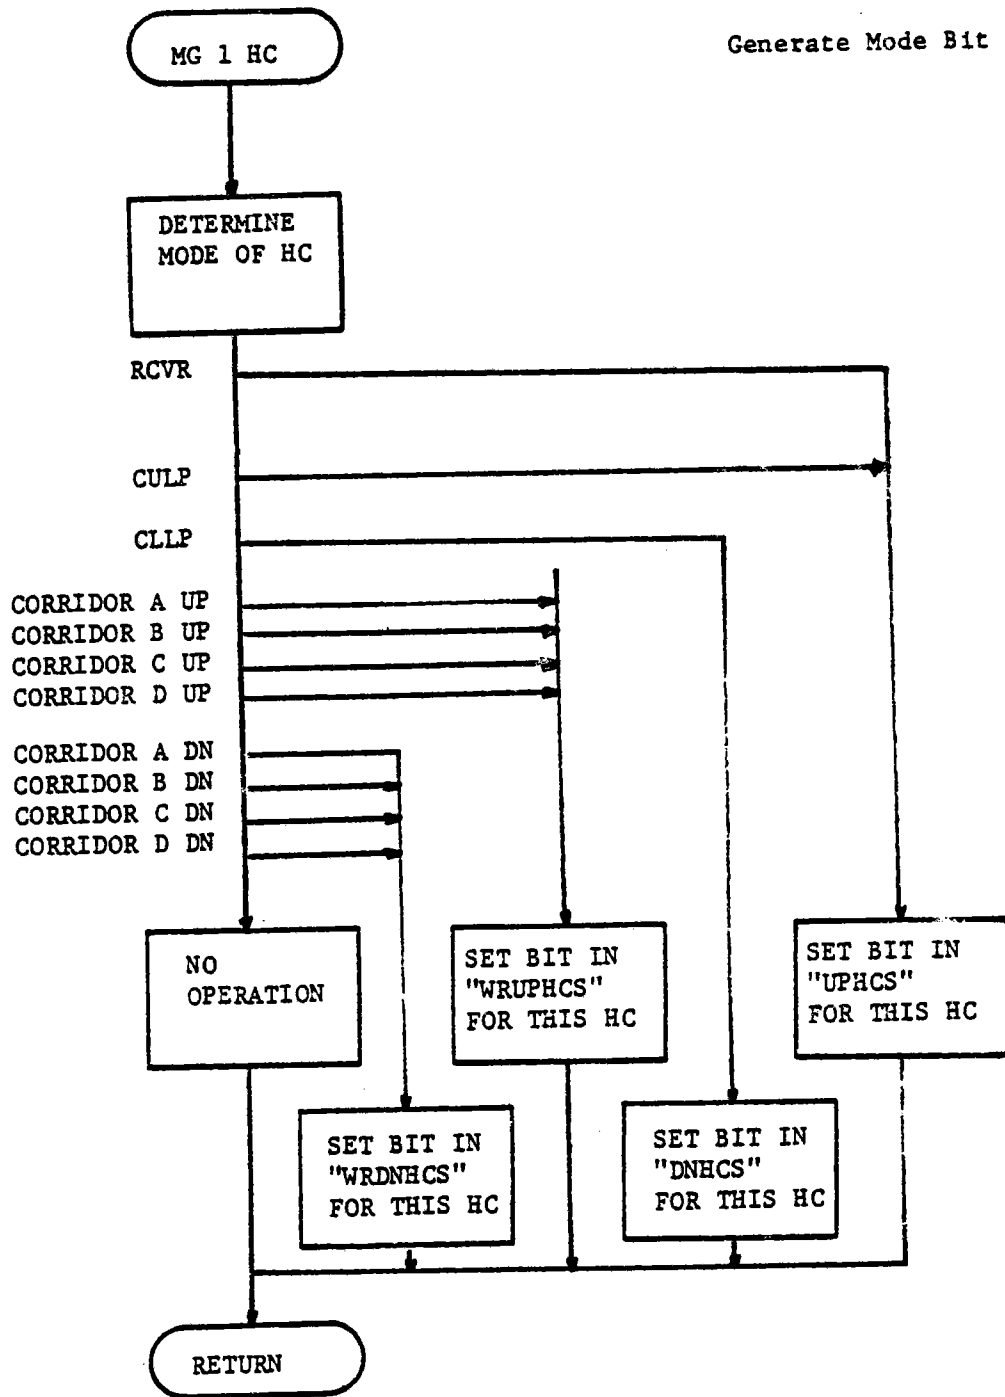 Generate Mode Bit
MG 1 HC
DETERMINE
MODE OF HC
RCVR
CULP
CLLP
CORRIDOR A UP
CORRIDOR B UP
CORRIDOR C UP
CORRIDOR D UP
CORRIDOR A DN
CORRIDOR B DN
CORRIDOR C DN
CORRIDOR D DN
NO
OPERATION
SET BIT IN
"WRUPHCS"
FOR THIS HC
SET BIT IN
"UPHCS"
FOR THIS HC
SET BIT IN
"WRDNHCS"
FOR THIS HC
SET BIT IN
"DNHCS"
FOR THIS HC
RETURN